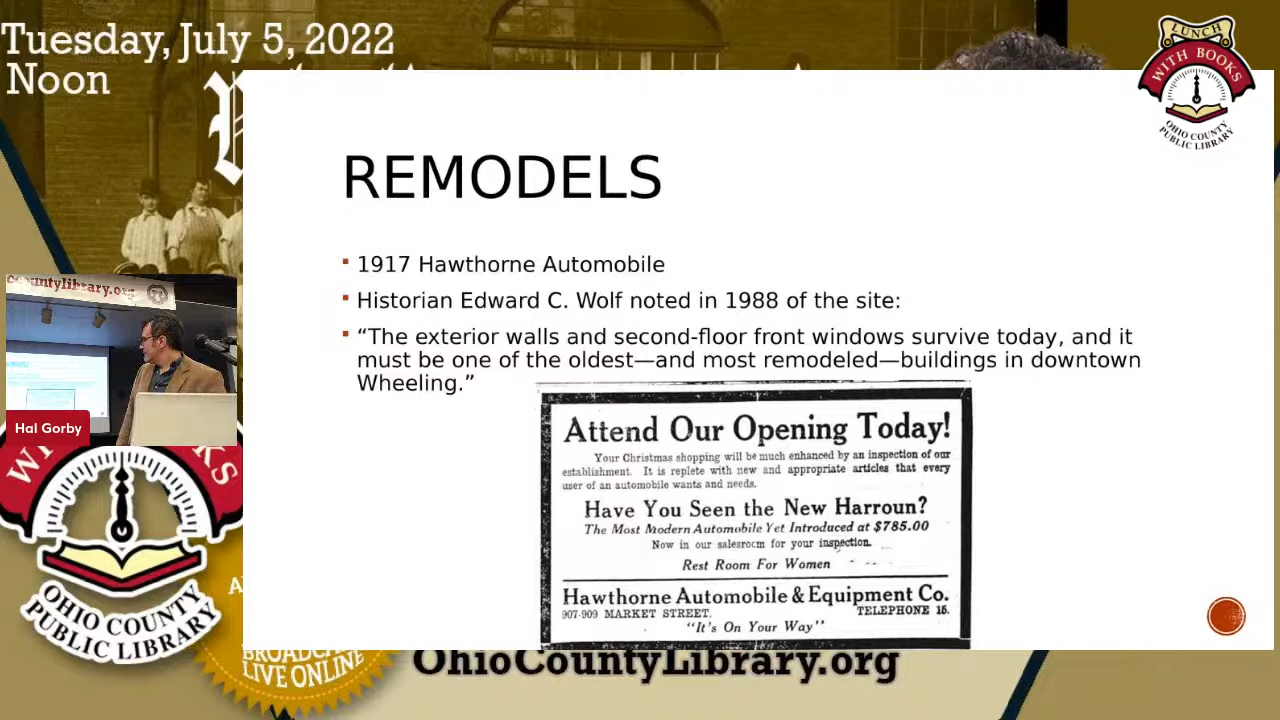 Tuesday, July 5, 2022
Noon
LUNCH
WITH BOOKS
OHIO COUNTY
PUBLIC LIBRARY
REMODELS
1917 Hawthorne Automobile
Historian Edward C. Wolf noted in 1988 of the site:
“The exterior walls and second-floor front windows survive today, and it
must be one of the oldest—and most remodeled—buildings in downtown
Wheeling.”
Attend Our Opening Today!
Your Christmas shopping will be much enhanced by an inspection of our
establishment. It is replete with new and appropriate articles that every
user of an automobile wants and needs.
Have You Seen the New Harroun?
The Most Modern Automobile Yet Introduced at $785.00
Now in our salesroom for your inspection.
Rest Room For Women
Hawthorne Automobile & Equipment Co.
907-909 MARKET STREET. TELEPHONE 16.
“It's On Your Way”
countylibrary.org
Hal Gorby
OHIO COUNTY
PUBLIC LIBRARY
BROADCAST
LIVE ONLINE
OhioCountyLibrary.org